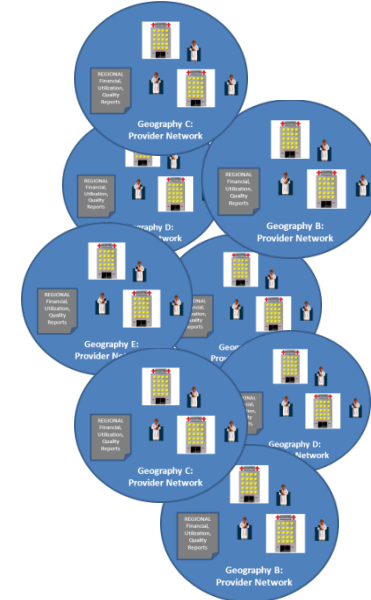 REGIONAL
Financial,
Utilization,
Quality
Reports
Geography C:
Provider Network
REGIONAL
Financial,
Utilization,
Quality
Reports
Geography B:
Provider Network
REGIONAL
Financial,
Utilization,
Quality
Reports
D:
REGIONAL
Financial,
Utilization,
Quality
Reports
Geography E:
Provider
REGIONAL
Financial,
Utilization,
Quality
Reports
Geography C:
Provider Network
Geography D:
REGIONAL
Financial,
Utilization,
Quality
Reports
Geography B:
Provider Network